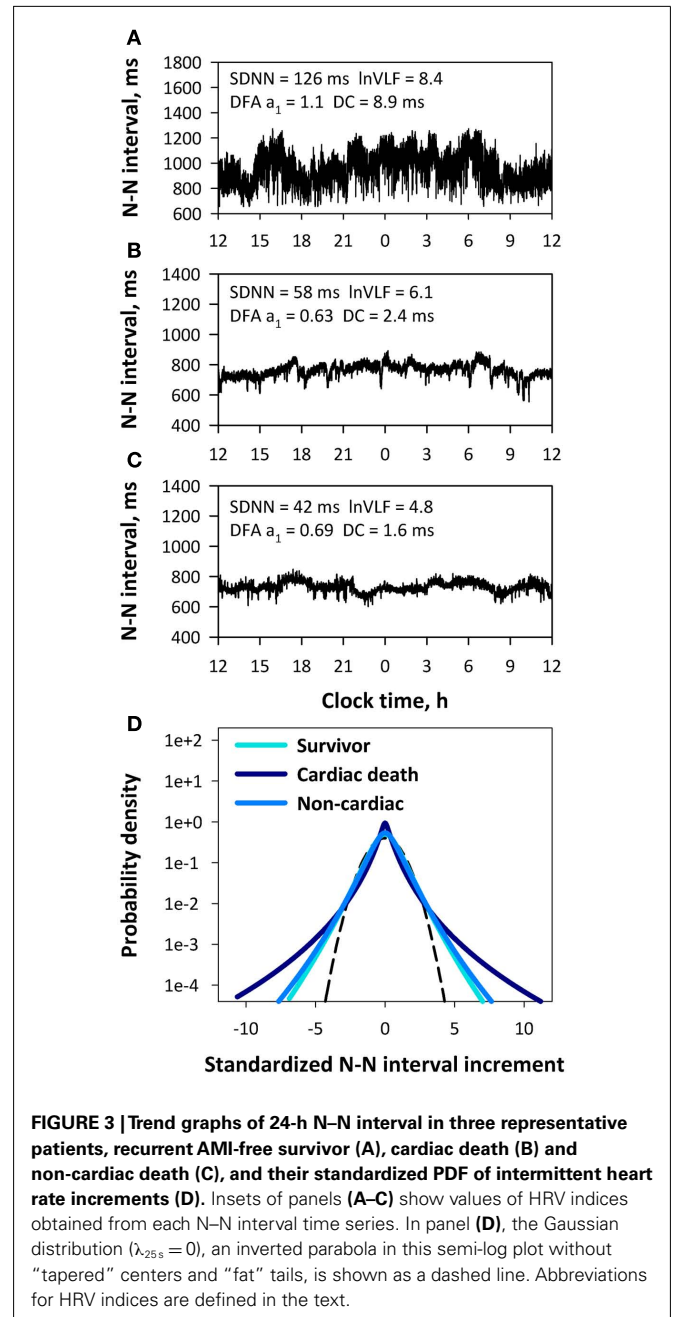 A
1800
1600
1400
1200
1000
800
600
N-N interval, ms
SDNN = 126 ms lnVLF = 8.4
DFA a1 = 1.1 DC = 8.9 ms
12 15 18 21 0 3 6 9 12
B
1400
1200
1000
800
600
400
N-N interval, ms
SDNN = 58 ms lnVLF = 6.1
DFA a1 = 0.63 DC = 2.4 ms
12 15 18 21 0 3 6 9 12
C
1400
1200
1000
800
600
400
N-N interval, ms
SDNN = 42 ms lnVLF = 4.8
DFA a1 = 0.69 DC = 1.6 ms
12 15 18 21 0 3 6 9 12
Clock time, h
D
1e+2
1e+1
1e+0
1e-1
1e-2
1e-3
1e-4
Probability density
Survivor
Cardiac death
Non-cardiac
-10 -5 0 5 10
Standardized N-N interval increment
FIGURE 3 | Trend graphs of 24-h N–N interval in three representative
patients, recurrent AMI-free survivor (A), cardiac death (B) and
non-cardiac death (C), and their standardized PDF of intermittent heart
rate increments (D). Insets of panels (A–C) show values of HRV indices
obtained from each N–N interval time series. In panel (D), the Gaussian
distribution (λ25 s = 0), an inverted parabola in this semi-log plot without
“tapered” centers and “fat” tails, is shown as a dashed line. Abbreviations
for HRV indices are defined in the text.